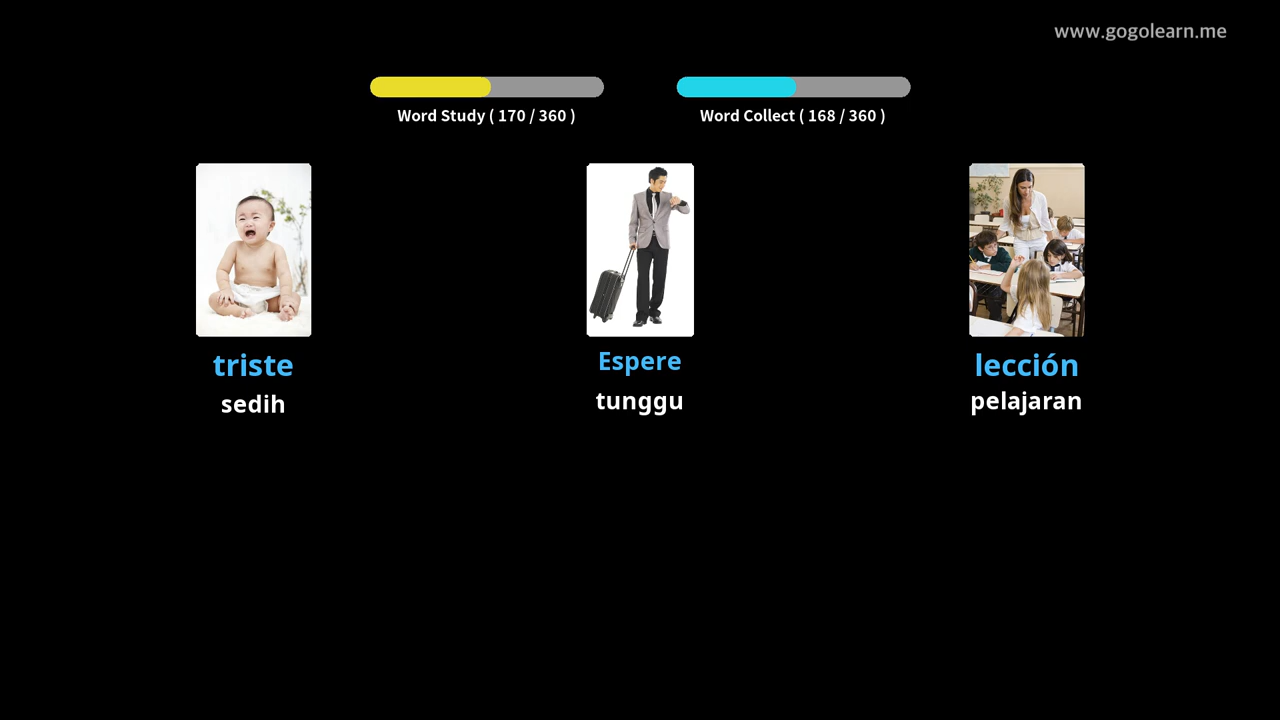 www.gogolearn.me
Word Study ( 170 / 360 )
Word Collect ( 168 / 360 )
triste
sedih
Espere
tunggu
lección
pelajaran